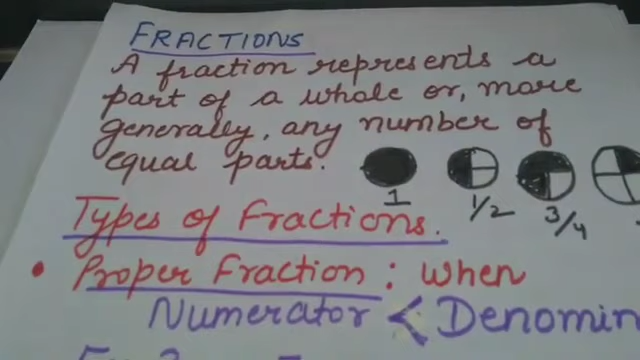 FRACTIONS
A fraction represents a
part of a whole or, more
generally, any number of
equal parts.
1 1/2 3/4
Types of Fractions.
• Proper Fraction : When
Numerator < Denomin